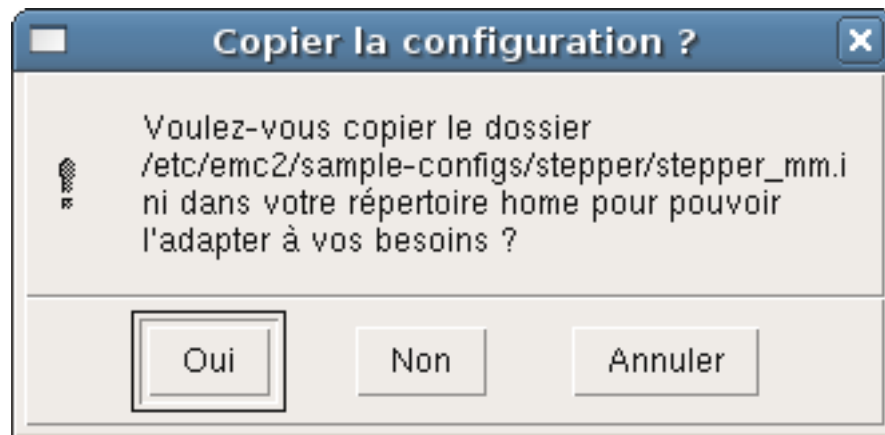 Copier la configuration ?
Voulez-vous copier le dossier
/etc/emc2/sample-configs/stepper/stepper_mm.i
ni dans votre répertoire home pour pouvoir
l'adapter à vos besoins ?
Oui Non Annuler